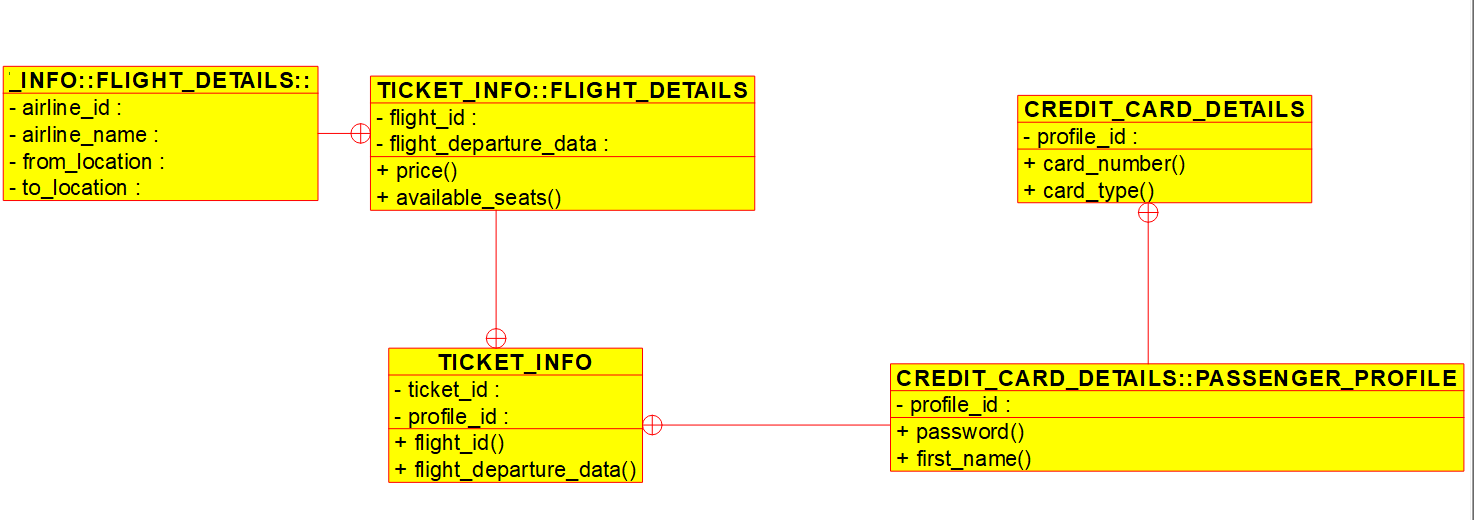 _INFO::FLIGHT_DETAILS::
- airline_id :
- airline_name :
- from_location :
- to_location :
TICKET_INFO::FLIGHT_DETAILS
- flight_id :
- flight_departure_data :
+ price()
+ available_seats()
CREDIT_CARD_DETAILS
- profile_id :
+ card_number()
+ card_type()
TICKET_INFO
- ticket_id :
- profile_id :
+ flight_id()
+ flight_departure_data()
CREDIT_CARD_DETAILS::PASSENGER_PROFILE
- profile_id :
+ password()
+ first_name()